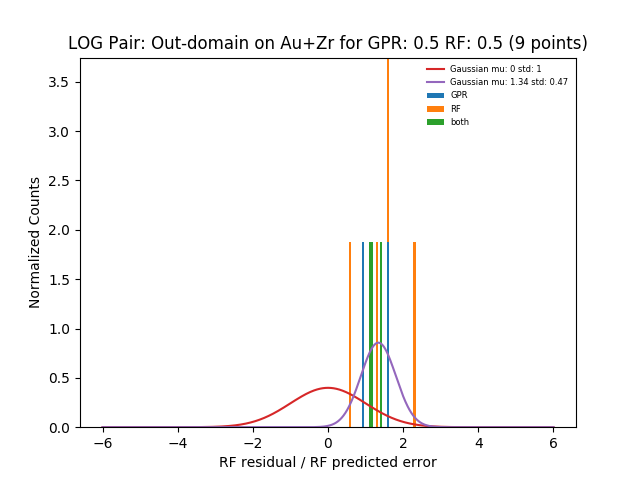 LOG Pair: Out-domain on Au+Zr for GPR: 0.5 RF: 0.5 (9 points)
Gaussian mu: 0 std: 1
Gaussian mu: 1.34 std: 0.47
GPR
RF
both
Normalized Counts
3.5
3.0
2.5
2.0
1.5
1.0
0.5
0.0
−6 −4 −2 0 2 4 6
RF residual / RF predicted error